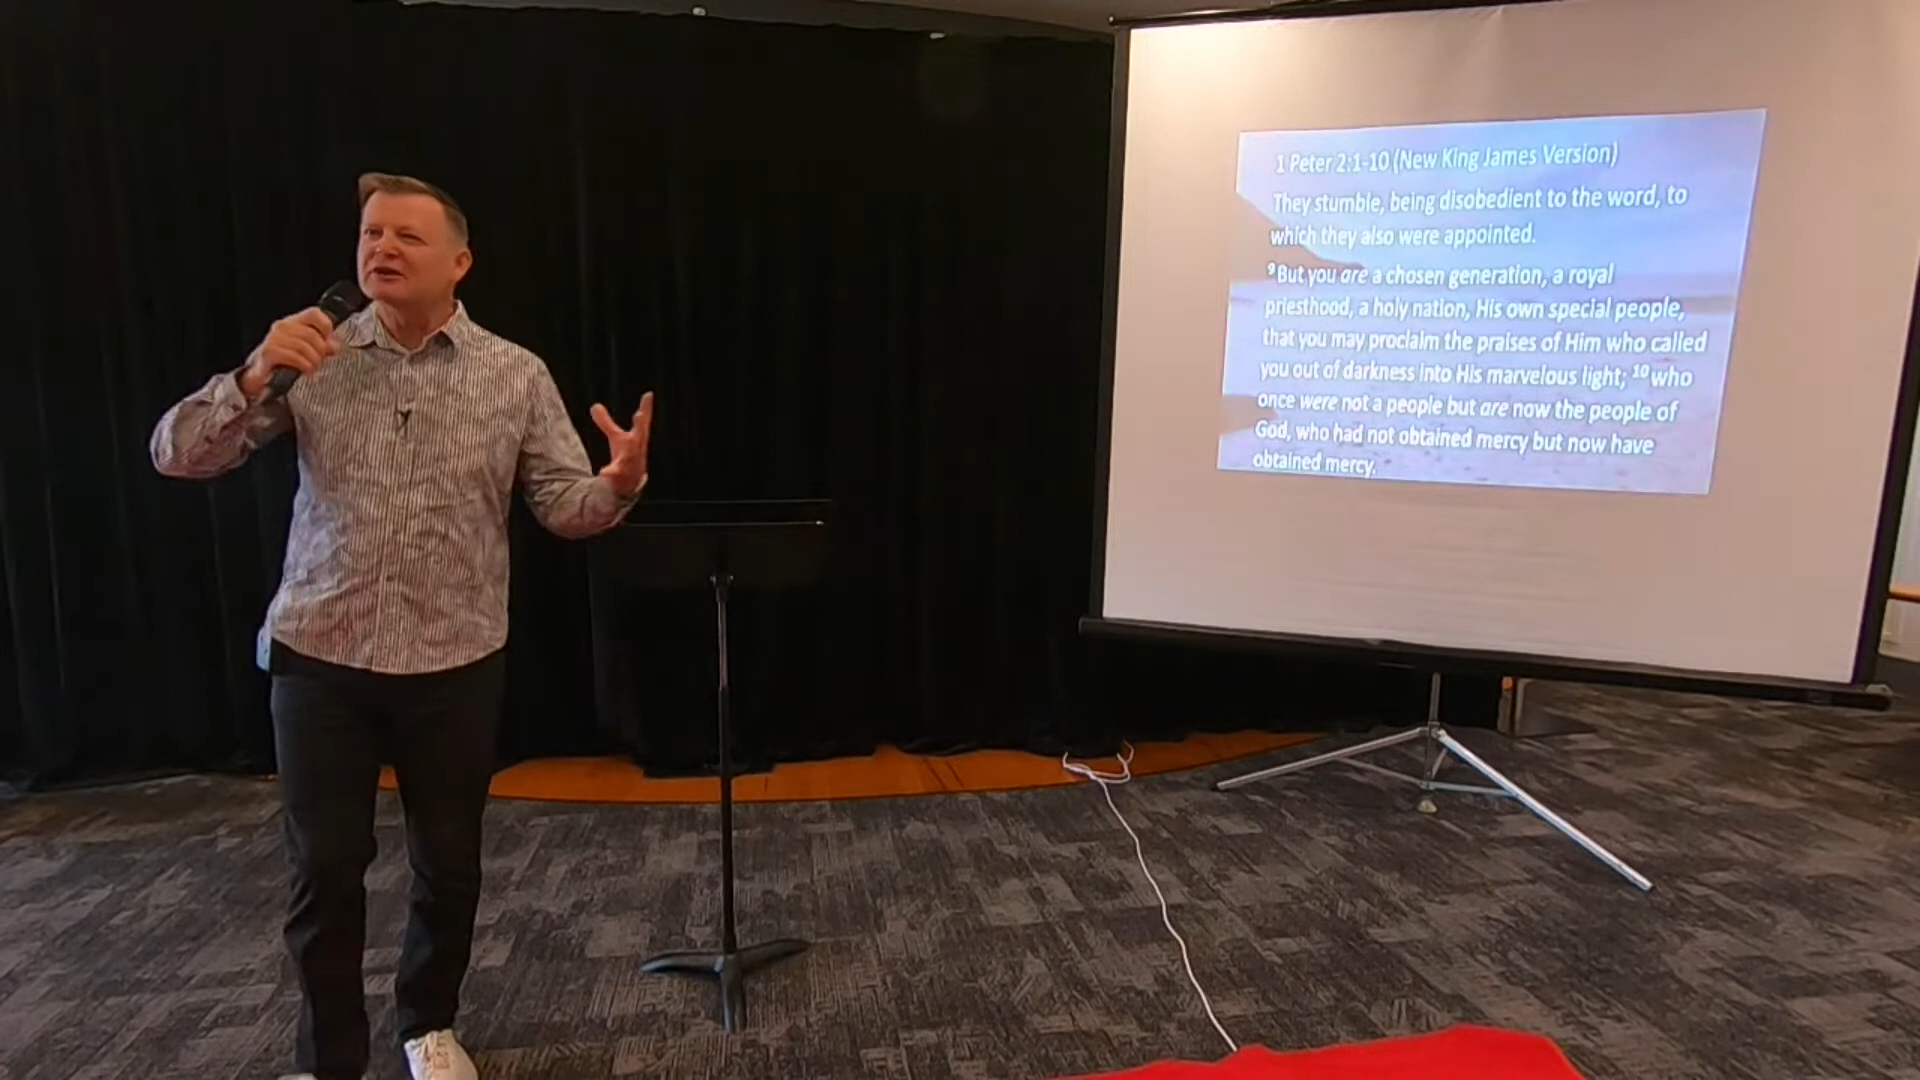 1 Peter 2:1-10 (New King James Version)
They stumble, being disobedient to the word, to
which they also were appointed.
9 But you are a chosen generation, a royal
priesthood, a holy nation, His own special people,
that you may proclaim the praises of Him who called
you out of darkness into His marvelous light; 10 who
once were not a people but are now the people of
God, who had not obtained mercy but now have
obtained mercy.